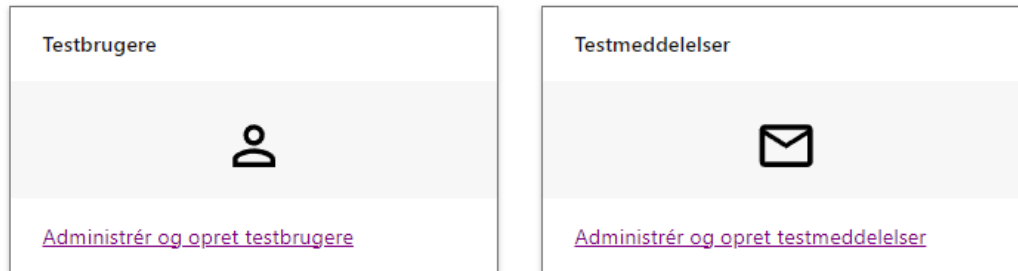 Testbrugere
Administrér og opret testbrugere
Testmeddelelser
Administrér og opret testmeddelelser